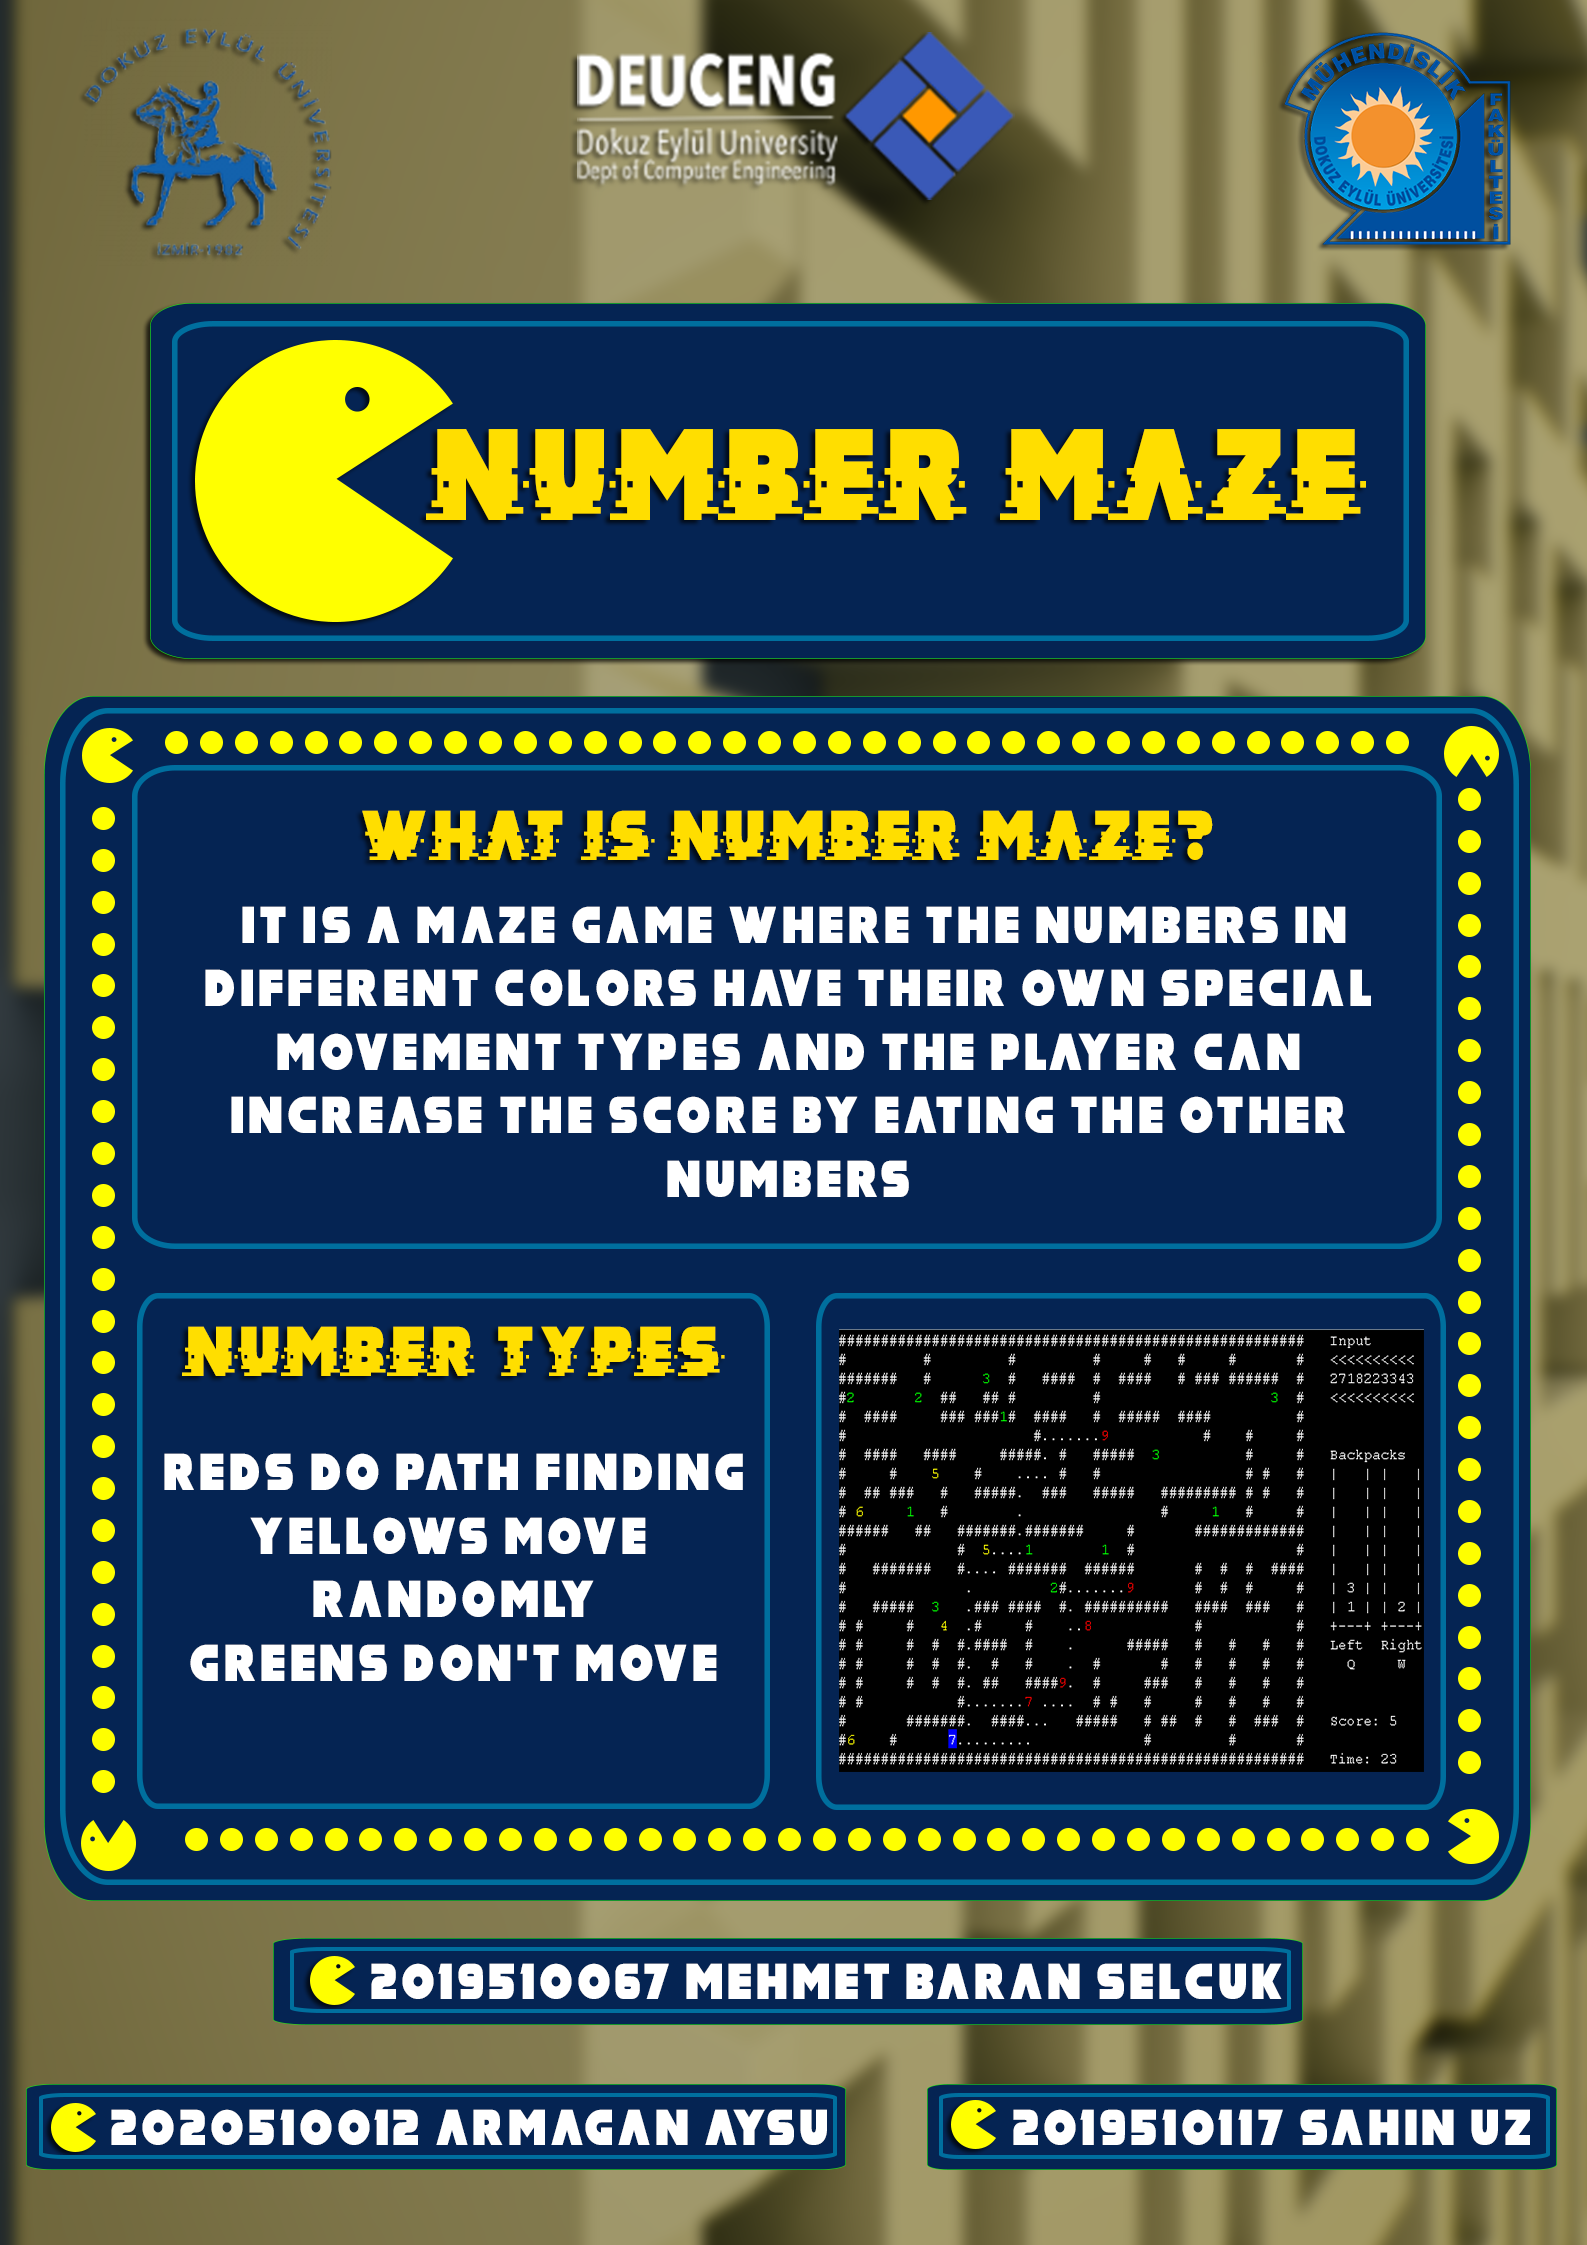 DOKUZ EYLÜL ÜNİVERSİTESİ
DEUCENG
Dokuz Eylül University
Dept of Computer Engineering
MÜHENDİSLİK
FAKÜLTESİ
DOKUZ EYLÜL ÜNİVERSİTESİ
NUMBER MAZE
WHAT IS NUMBER MAZE?
IT IS A MAZE GAME WHERE THE NUMBERS IN
DIFFERENT COLORS HAVE THEIR OWN SPECIAL
MOVEMENT TYPES AND THE PLAYER CAN
INCREASE THE SCORE BY EATING THE OTHER
NUMBERS
NUMBER TYPES
REDS DO PATH FINDING
YELLOWS MOVE
RANDOMLY
GREENS DON'T MOVE
Input
<<<<<<<<<<
2718223343
<<<<<<<<<<
Backpacks
| 3 | |   |
| 1 | | 2 |
+---+ +---+
Left Right
Q W
Score: 5
Time: 23
2019510067 MEHMET BARAN SELCUK
2020510012 ARMAGAN AYSU
2019510117 SAHIN UZ